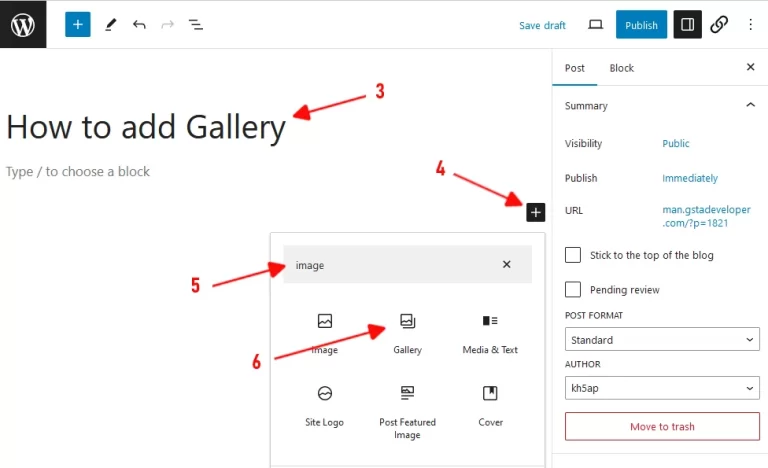 Save draft
Publish
3
How to add Gallery
Type / to choose a block
4
5
image
6
Image
Gallery
Media & Text
Site Logo
Post Featured
Image
Cover
Post
Block
Summary
Visibility
Public
Publish
Immediately
URL
man.gstadeveloper
.com/?p=1821
Stick to the top of the blog
Pending review
POST FORMAT
Standard
AUTHOR
kh5ap
Move to trash